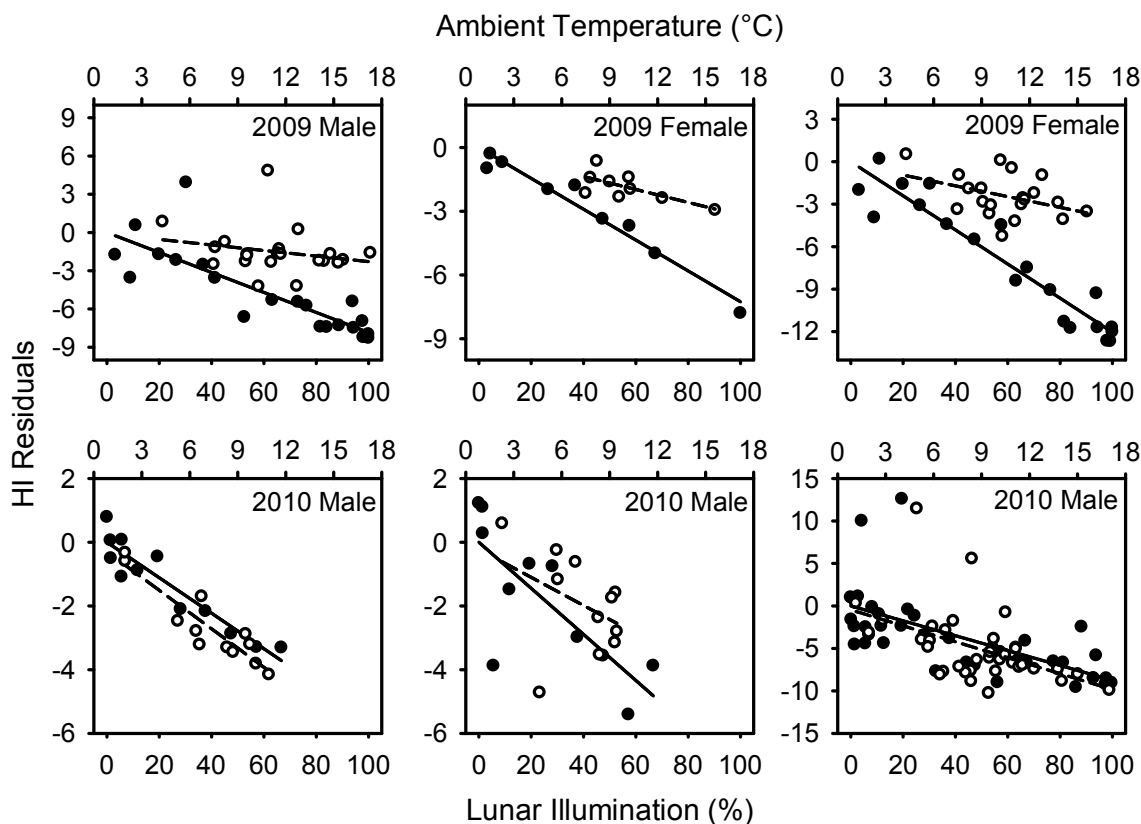 Ambient Temperature (°C)
0 3 6 9 12 15 18
0 3 6 9 12 15 18
0 3 6 9 12 15 18
9
6
3
0
-3
-6
-9
2009 Male
0
-3
-6
-9
2009 Female
3
0
-3
-6
-9
-12
2009 Female
0 20 40 60 80 100
0 20 40 60 80 100
0 20 40 60 80 100
HI Residuals
0 3 6 9 12 15 18
0 3 6 9 12 15 18
0 3 6 9 12 15 18
2
0
-2
-4
-6
2010 Male
2
0
-2
-4
-6
2010 Male
15
10
5
0
-5
-10
-15
2010 Male
0 20 40 60 80 100
0 20 40 60 80 100
0 20 40 60 80 100
Lunar Illumination (%)